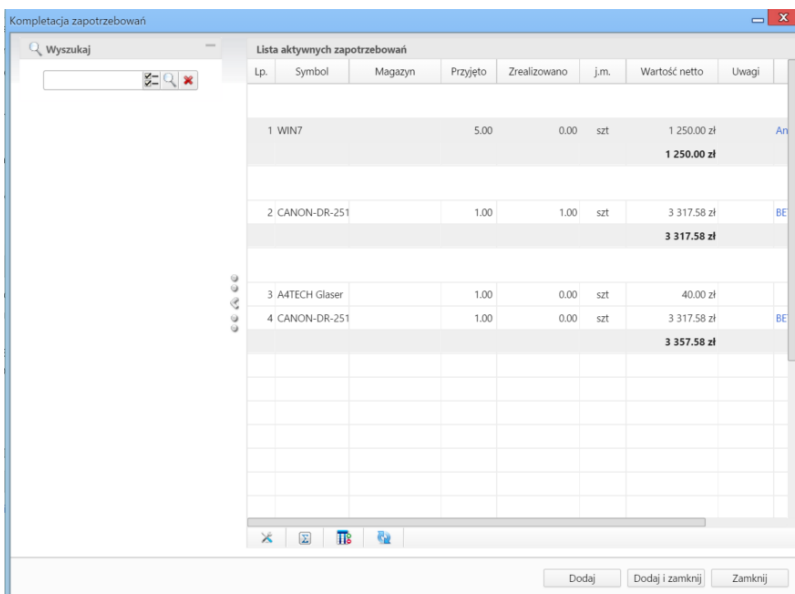 Kompletacja zapotrzebowań
Wyszukaj
Lista aktywnych zapotrzebowań
Lp. Symbol Magazyn Przyjęto Zrealizowano j.m. Wartość netto Uwagi
1 WIN7 5.00 0.00 szt 1 250.00 zł An
1 250.00 zł
2 CANON-DR-251 1.00 1.00 szt 3 317.58 zł BE
3 317.58 zł
3 A4TECH Glaser 1.00 0.00 szt 40.00 zł
4 CANON-DR-251 1.00 0.00 szt 3 317.58 zł BE
3 357.58 zł
Dodaj Dodaj i zamknij Zamknij